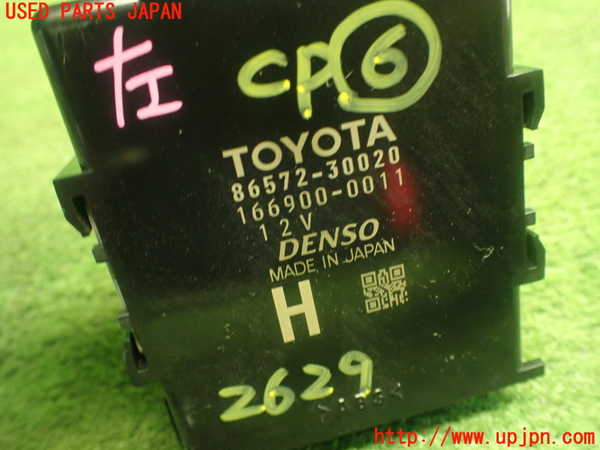 USED PARTS JAPAN
CP⑥
TOYOTA
86572-30020
166900-0011
12V
DENSO
MADE IN JAPAN
H
2629
>ABS<
http://www.upjpn.com/